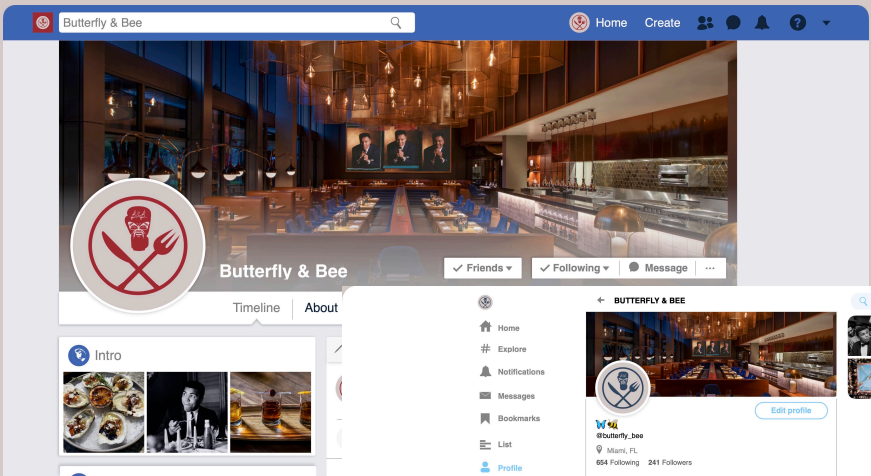 Butterfly & Bee
Home Create
Butterfly & Bee
Friends
Following
Message
Timeline
About
Intro
BUTTERFLY & BEE
Home
Explore
Notifications
Messages
Bookmarks
List
Profile
Edit profile
@butterfly_bee
Miami, FL
654 Following 241 Followers